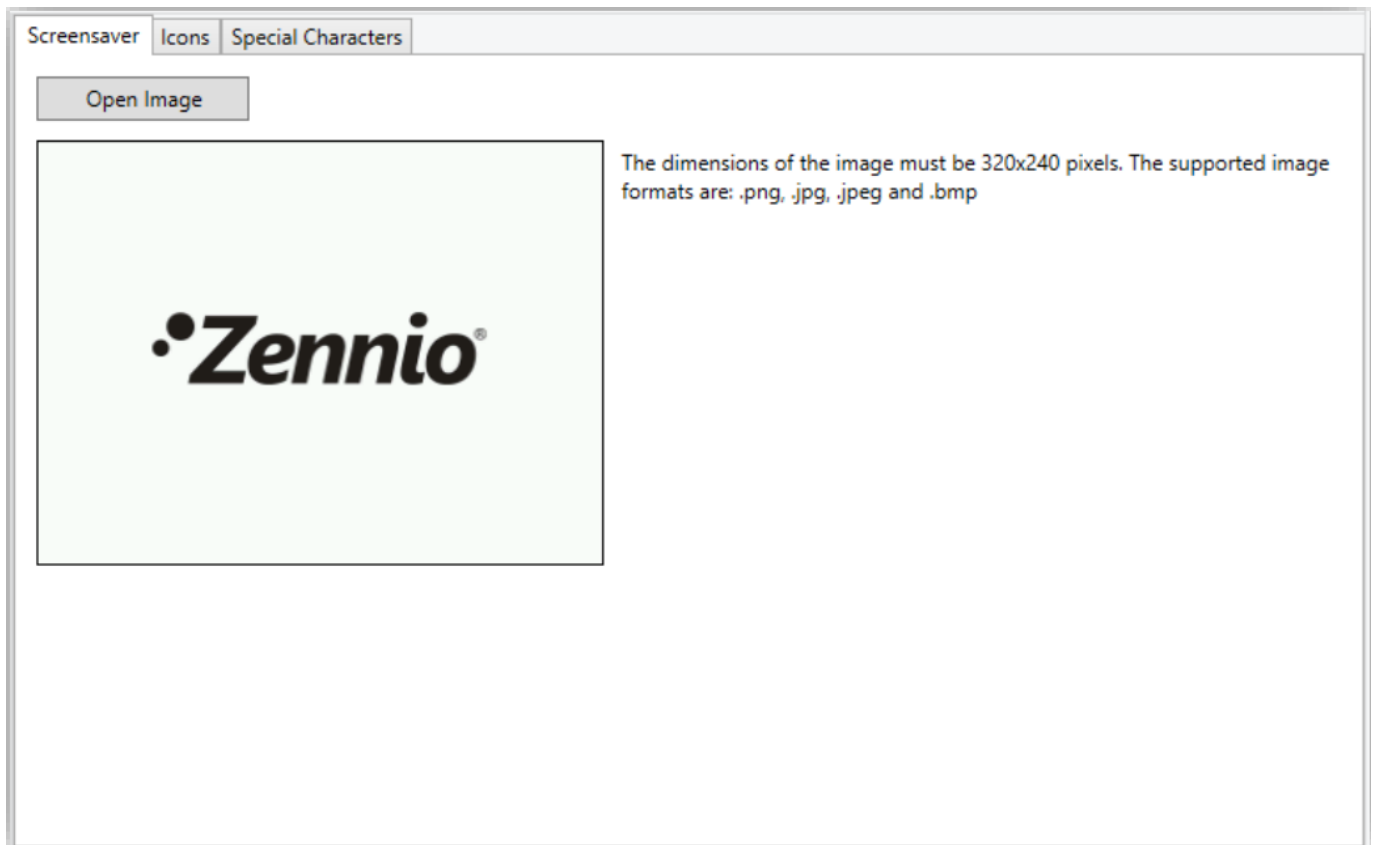 Screensaver Icons Special Characters
Open Image
The dimensions of the image must be 320x240 pixels. The supported image
formats are: .png, .jpg, .jpeg and .bmp
Zennio®